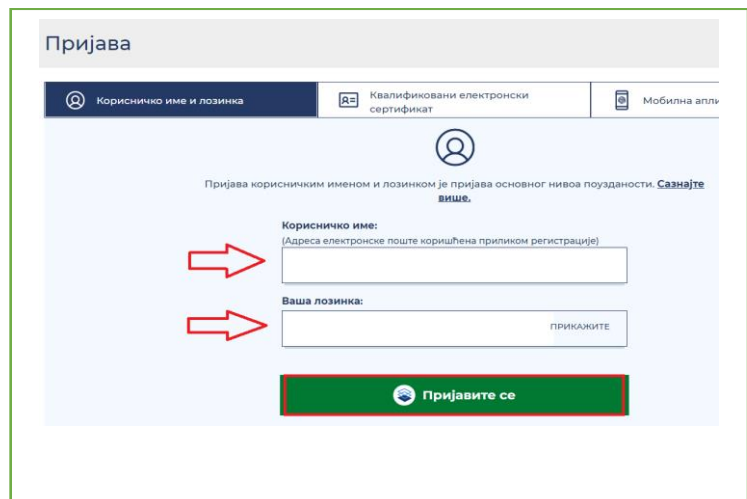 Пријава
Корисничко име и лозинка
Квалификовани електронски
сертификат
Мобилна апли
Пријава корисничким именом и лозинком је пријава основног нивоа поузданости. Сазнајте
више.
Корисничко име:
(Адреса електронске поште коришћена приликом регистрације)
Ваша лозинка:
ПРИКАЖИТЕ
Пријавите се